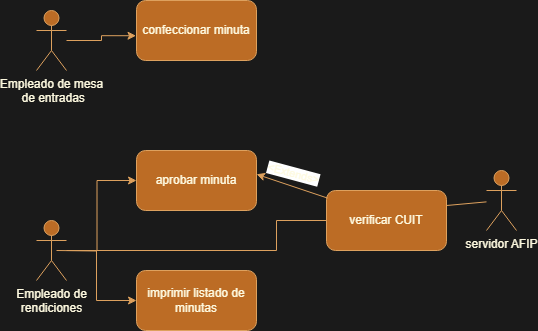 confeccionar minuta
Empleado de mesa
de entradas
aprobar minuta
verificar CUIT
servidor AFIP
Empleado de
rendiciones
imprimir listado de
minutas